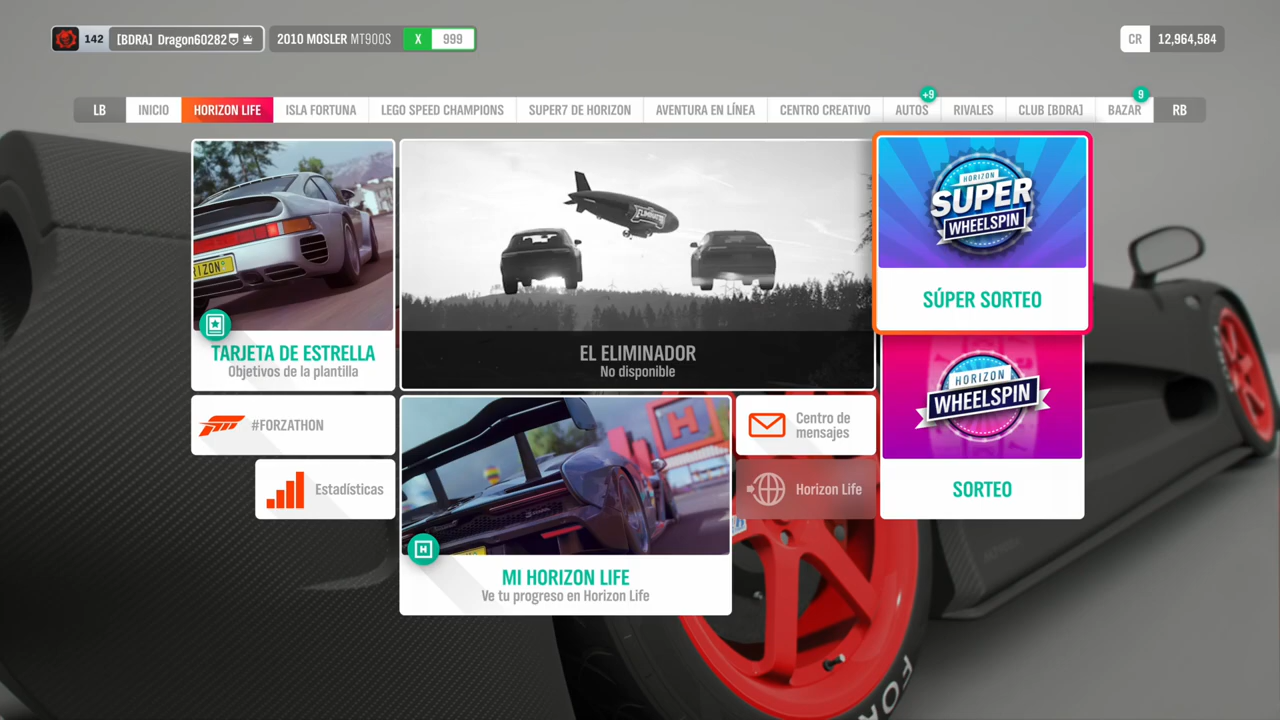 142 [BDRA] Dragon60282
2010 MOSLER MT900S X 999
CR 12,964,584
LB INICIO HORIZON LIFE ISLA FORTUNA LEGO SPEED CHAMPIONS SUPER7 DE HORIZON AVENTURA EN LÍNEA CENTRO CREATIVO AUTOS +9 RIVALES CLUB [BDRA] BAZAR 9 RB
RIZON
TARJETA DE ESTRELLA
Objetivos de la plantilla
ELIMINATOR
EL ELIMINADOR
No disponible
HORIZON
SUPER
WHEELSPIN
SÚPER SORTEO
#FORZATHON
Estadísticas
H
H
MI HORIZON LIFE
Ve tu progreso en Horizon Life
Centro de
mensajes
Horizon Life
HORIZON
WHEELSPIN
SORTEO
FOR